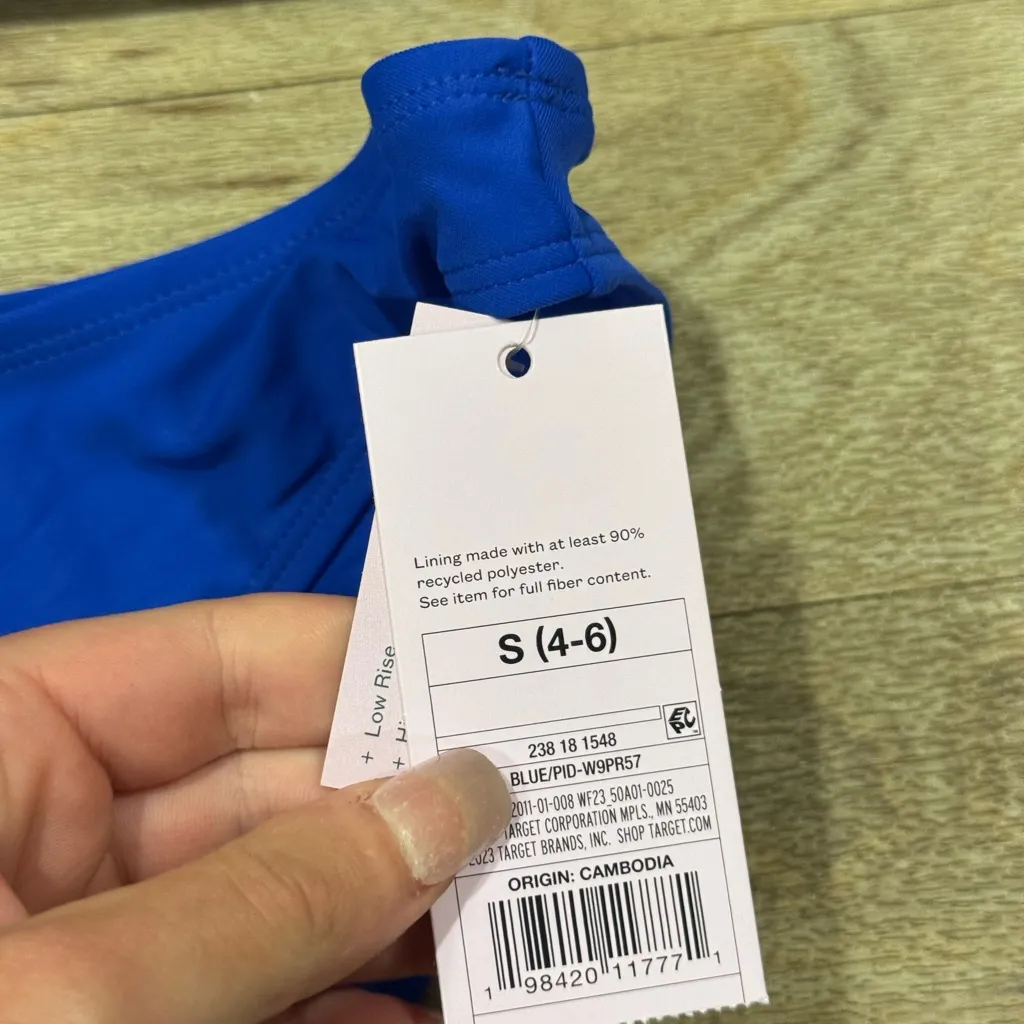 Lining made with at least 90%
recycled polyester.
See item for full fiber content.
S (4-6)
EPC
238 18 1548
BLUE/PID-W9PR57
2011-01-008 WF23_50A01-0025
TARGET CORPORATION MPLS., MN 55403
2023 TARGET BRANDS, INC. SHOP TARGET.COM
ORIGIN: CAMBODIA
1 98420 11777 1
+ Low Rise
+